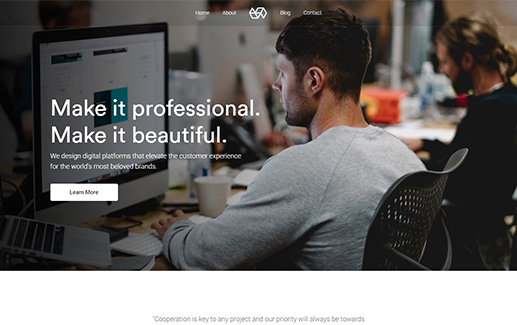 Home About Blog Contact
Make it professional.
Make it beautiful.
We design digital platforms that elevate the customer experience
for the world's most beloved brands.
Learn More
"Cooperation is key to any project and our priority will always be towards